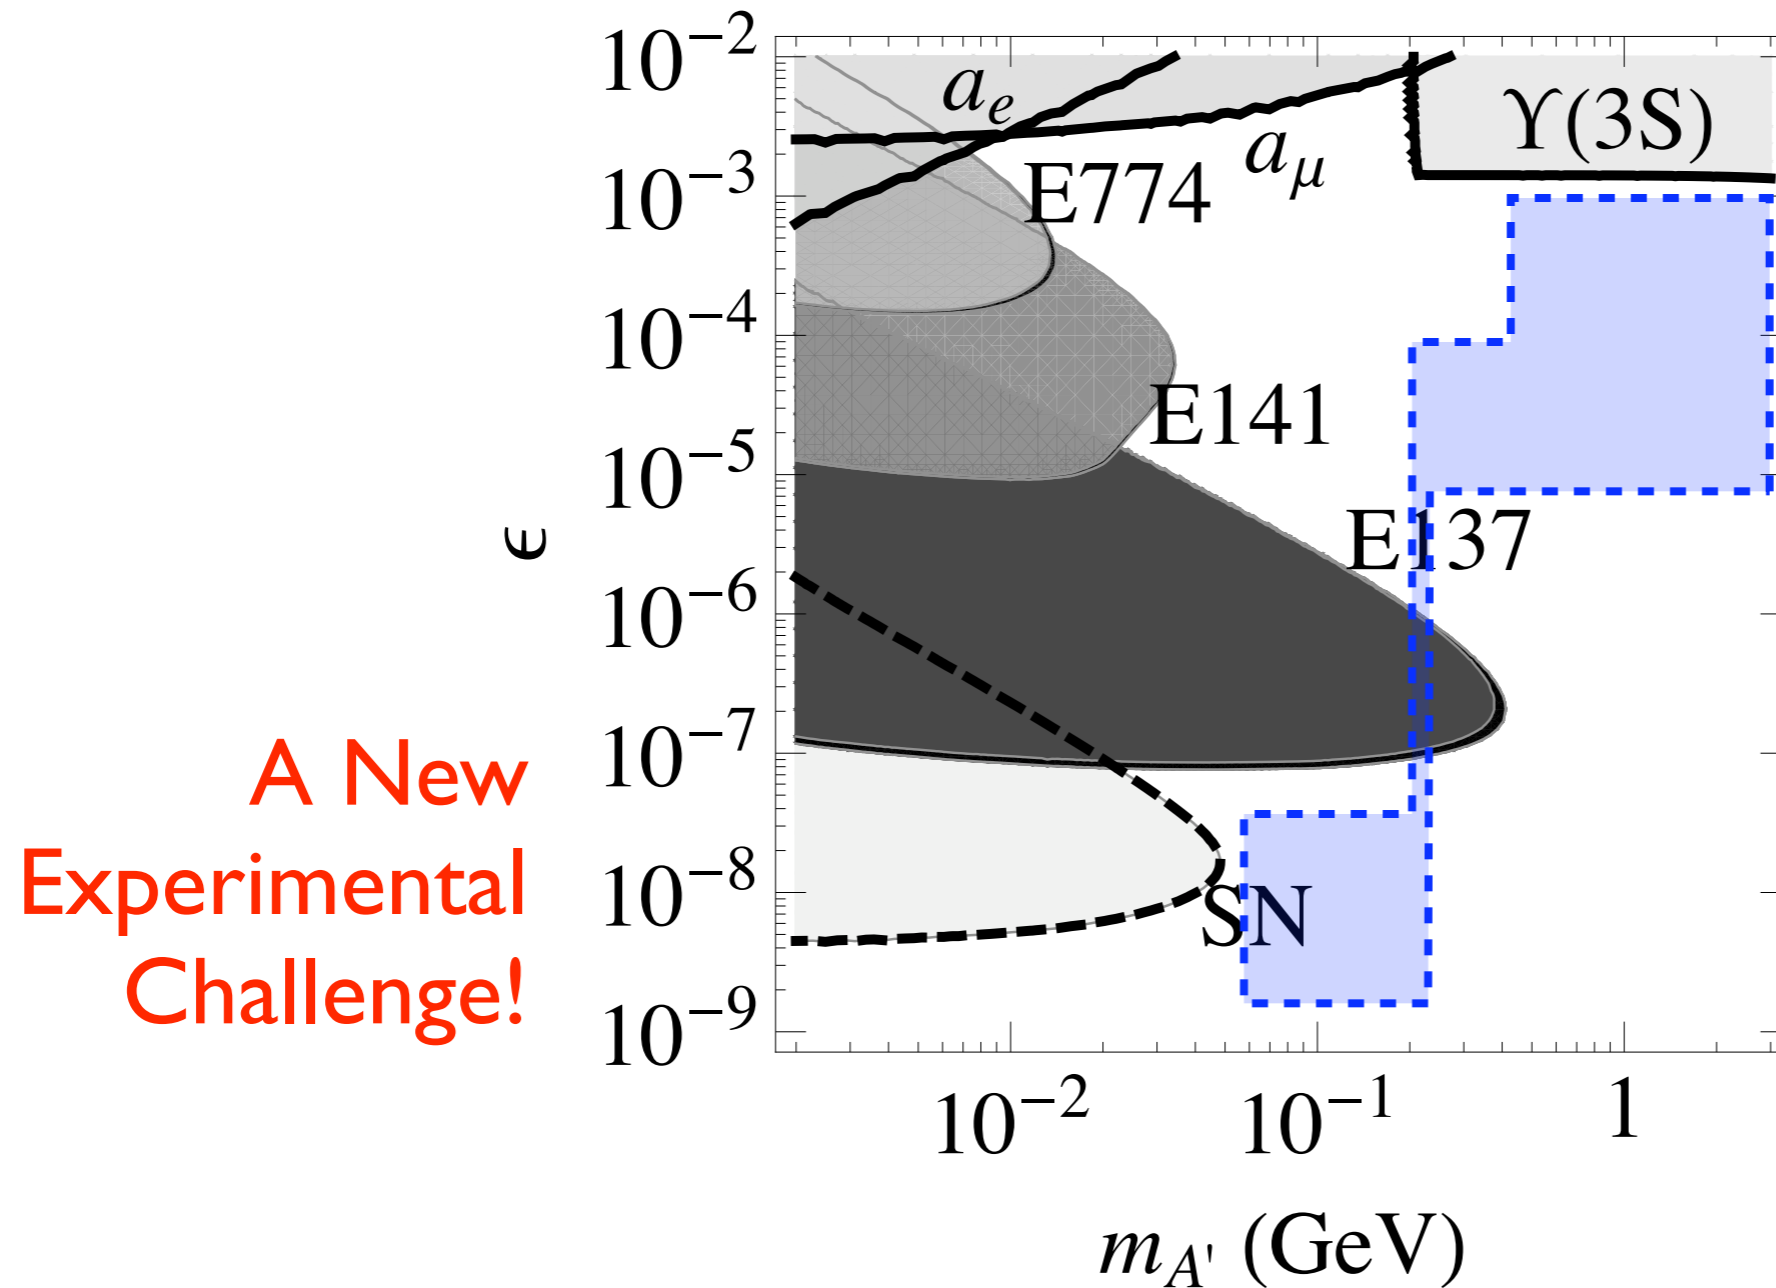 A New
Experimental
Challenge!
10⁻²
10⁻³
10⁻⁴
10⁻⁵
10⁻⁶
10⁻⁷
10⁻⁸
10⁻⁹
ϵ
a_e
a_μ
ϒ(3S)
E774
E141
E137
SN
10⁻² 10⁻¹ 1
m_A' (GeV)